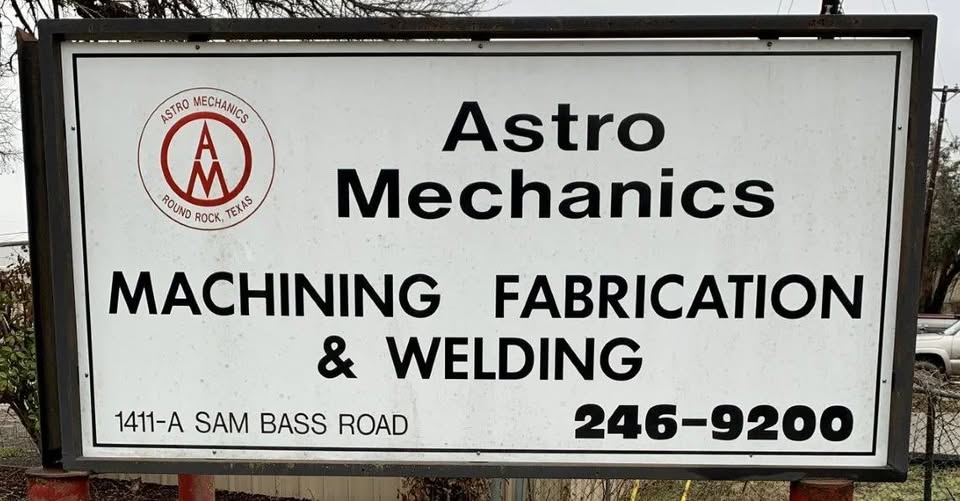 ASTRO MECHANICS
AM
ROUND ROCK, TEXAS
Astro
Mechanics
MACHINING FABRICATION
& WELDING
1411-A SAM BASS ROAD 246-9200